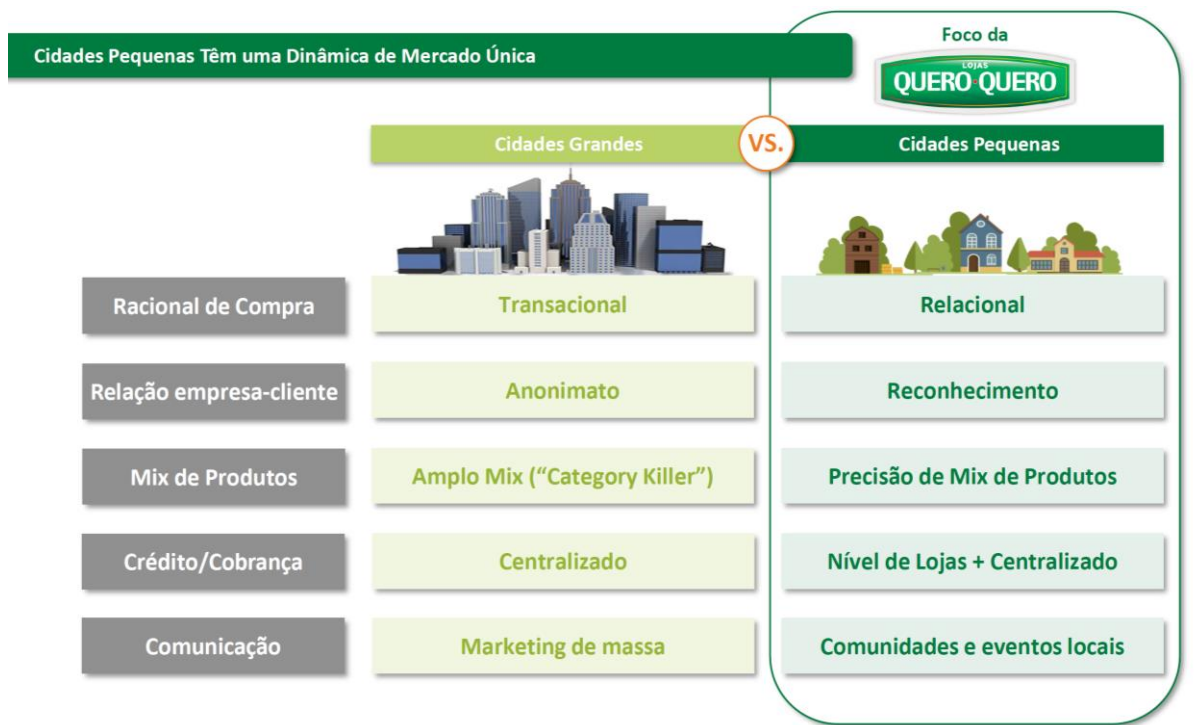 Foco da
Cidades Pequenas Têm uma Dinâmica de Mercado Única
LOJAS
QUERO-QUERO
Cidades Grandes
VS.
Cidades Pequenas
Racional de Compra
Transacional
Relacional
Relação empresa-cliente
Anonimato
Reconhecimento
Mix de Produtos
Amplo Mix (“Category Killer”)
Precisão de Mix de Produtos
Crédito/Cobrança
Centralizado
Nível de Lojas + Centralizado
Comunicação
Marketing de massa
Comunidades e eventos locais